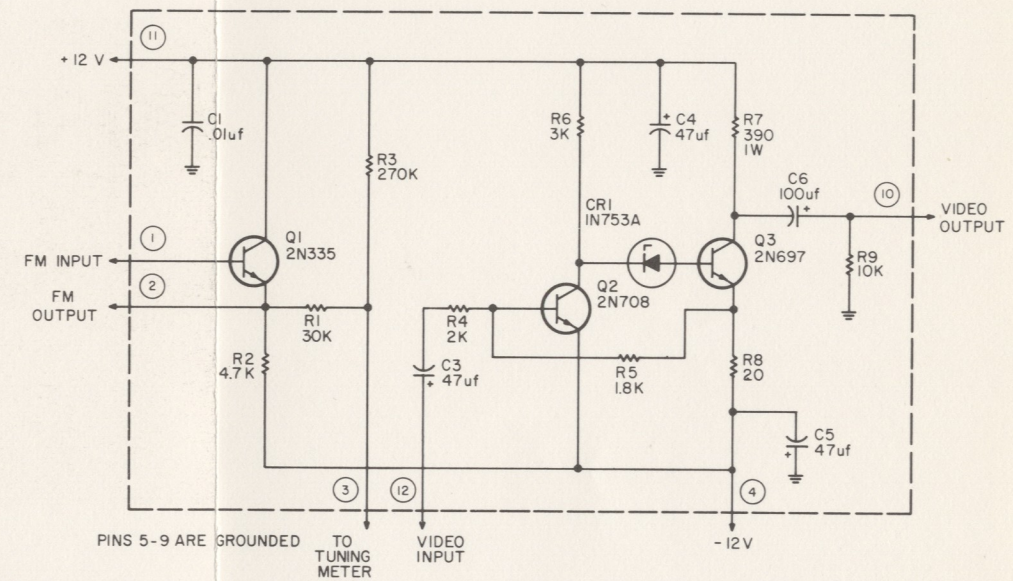 11
+12 V
C1
.01uf
R3
270K
R6
3K
C4
47uf
+
R7
390
1W
C6
100uf
+
10
VIDEO
OUTPUT
CR1
1N753A
1
Q1
2N335
FM INPUT
2
FM
OUTPUT
R1
30K
Q3
2N697
R9
10K
Q2
2N708
R4
2K
R2
4.7K
C3
47uf
+
R5
1.8K
R8
20
C5
47uf
+
3
12
4
PINS 5-9 ARE GROUNDED
TO
TUNING
METER
VIDEO
INPUT
-12V